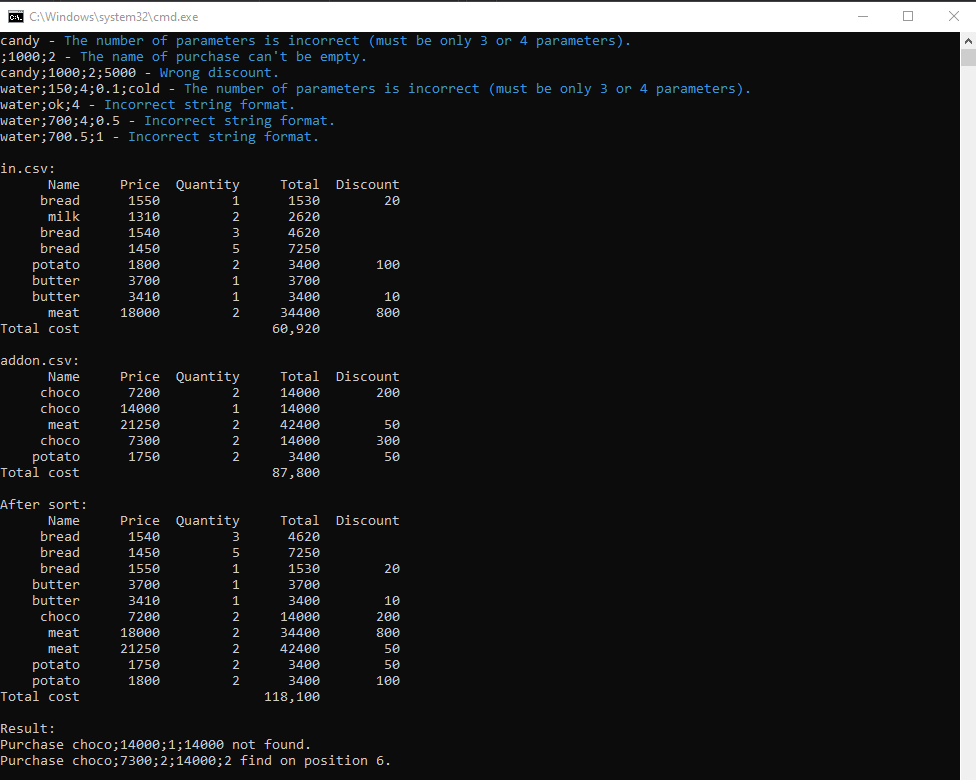 C:\Windows\system32\cmd.exe
candy - The number of parameters is incorrect (must be only 3 or 4 parameters).
;1000;2 - The name of purchase can't be empty.
candy;1000;2;5000 - Wrong discount.
water;150;4;0.1;cold - The number of parameters is incorrect (must be only 3 or 4 parameters).
water;ok;4 - Incorrect string format.
water;700;4;0.5 - Incorrect string format.
water;700.5;1 - Incorrect string format.
in.csv:
Name Price Quantity Total Discount
bread 1550 1 1530 20
milk 1310 2 2620
bread 1540 3 4620
bread 1450 5 7250
potato 1800 2 3400 100
butter 3700 1 3700
butter 3410 1 3400 10
meat 18000 2 34400 800
Total cost 60,920
addon.csv:
Name Price Quantity Total Discount
choco 7200 2 14000 200
choco 14000 1 14000
meat 21250 2 42400 50
choco 7300 2 14000 300
potato 1750 2 3400 50
Total cost 87,800
After sort:
Name Price Quantity Total Discount
bread 1540 3 4620
bread 1450 5 7250
bread 1550 1 1530 20
butter 3700 1 3700
butter 3410 1 3400 10
choco 7200 2 14000 200
meat 18000 2 34400 800
meat 21250 2 42400 50
potato 1750 2 3400 50
potato 1800 2 3400 100
Total cost 118,100
Result:
Purchase choco;14000;1;14000 not found.
Purchase choco;7300;2;14000;2 find on position 6.